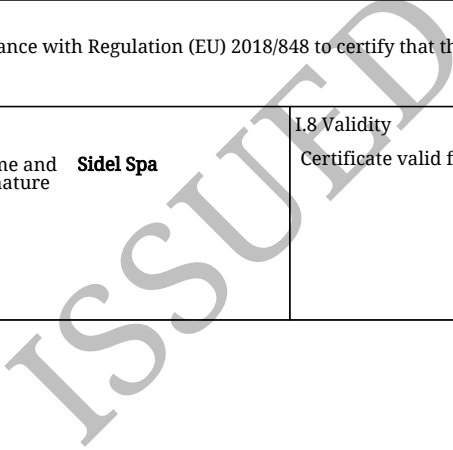 ance with Regulation (EU) 2018/848 to certify that th
I.8 Validity
me and Sidel Spa
nature
Certificate valid f
ISSUED